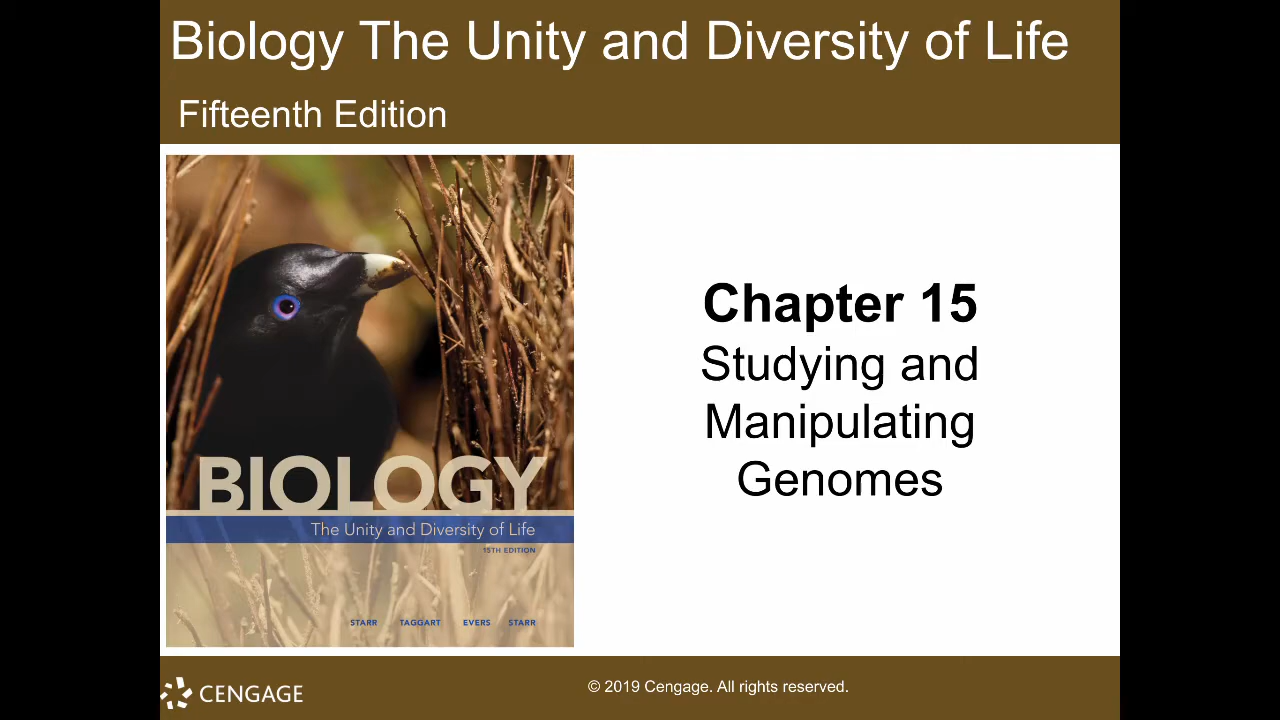 Biology The Unity and Diversity of Life
Fifteenth Edition
BIOLOGY
The Unity and Diversity of Life
15TH EDITION
STARR TAGGART EVERS STARR
Chapter 15
Studying and
Manipulating
Genomes
CENGAGE
© 2019 Cengage. All rights reserved.